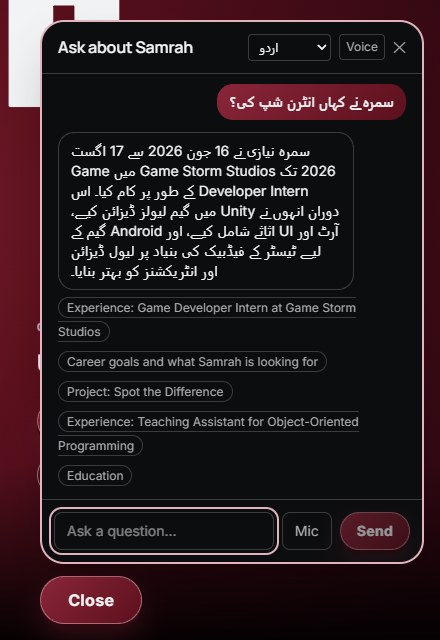 Ask about Samrah
اردو
Voice
سمرہ نے کہاں انٹرن شپ کی؟
سمرہ نیازی نے 16 جون 2026 سے 17 اگست
2026 تک Game Storm Studios میں Game
Developer Intern کے طور پر کام کیا۔ اس
دوران انہوں نے Unity میں گیم لیولز ڈیزائن کیے،
آرٹ اور UI اثاثے شامل کیے، اور Android گیم کے
لیے ٹیسٹر کے فیڈبیک کی بنیاد پر لیول ڈیزائن
اور انٹریکشنز کو بہتر بنایا۔
Experience: Game Developer Intern at Game Storm
Studios
Career goals and what Samrah is looking for
Project: Spot the Difference
Experience: Teaching Assistant for Object-Oriented
Programming
Education
Ask a question...
Mic
Send
Close